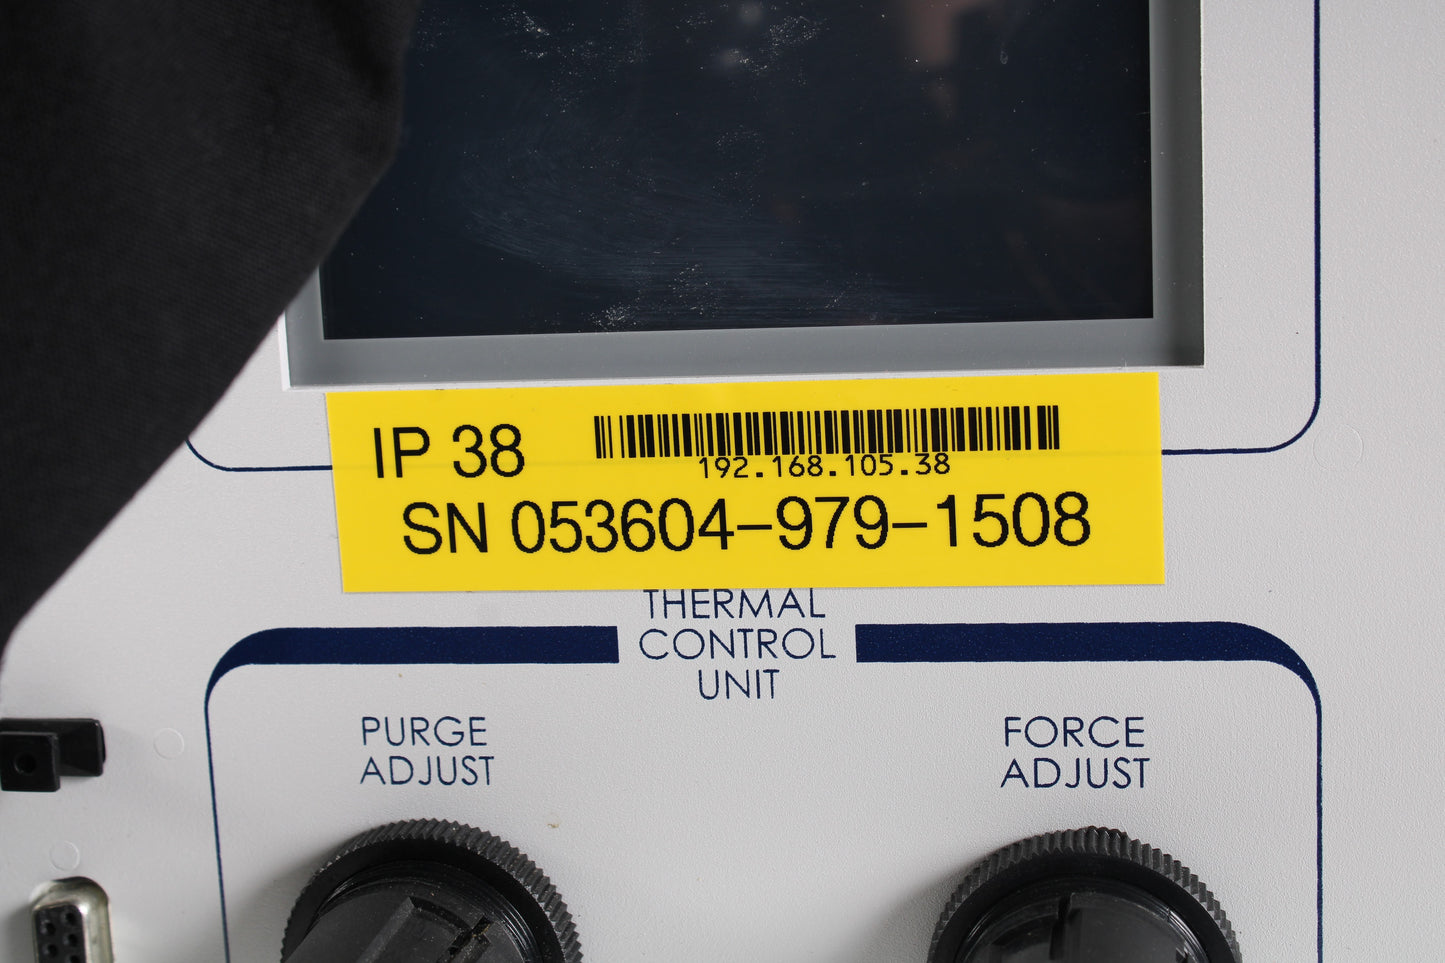 IP 38
192.168.105.38
SN 053604-979-1508
THERMAL
CONTROL
UNIT
PURGE
ADJUST
FORCE
ADJUST